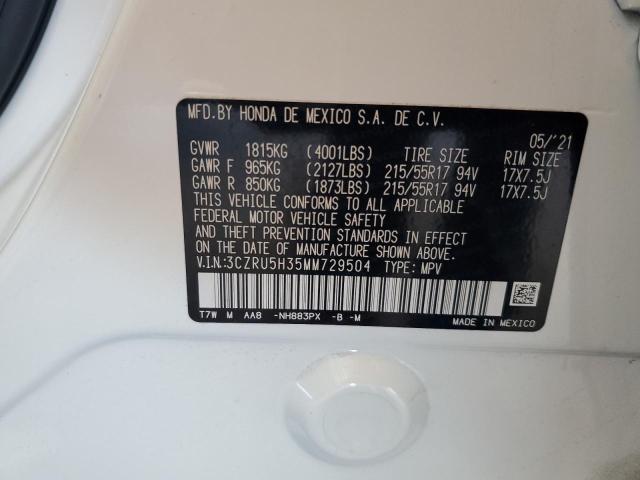 MFD.BY HONDA DE MEXICO S.A. DE C.V.
05/'21
GVWR 1815KG (4001LBS) TIRE SIZE RIM SIZE
GAWR F 965KG (2127LBS) 215/55R17 94V 17X7.5J
GAWR R 850KG (1873LBS) 215/55R17 94V 17X7.5J
THIS VEHICLE CONFORMS TO ALL APPLICABLE
FEDERAL MOTOR VEHICLE SAFETY
AND THEFT PREVENTION STANDARDS IN EFFECT
ON THE DATE OF MANUFACTURE SHOWN ABOVE.
V.I.N:3CZRU5H35MM729504 TYPE: MPV
T7W M AA8 -NH883PX -B -M
MADE IN MEXICO